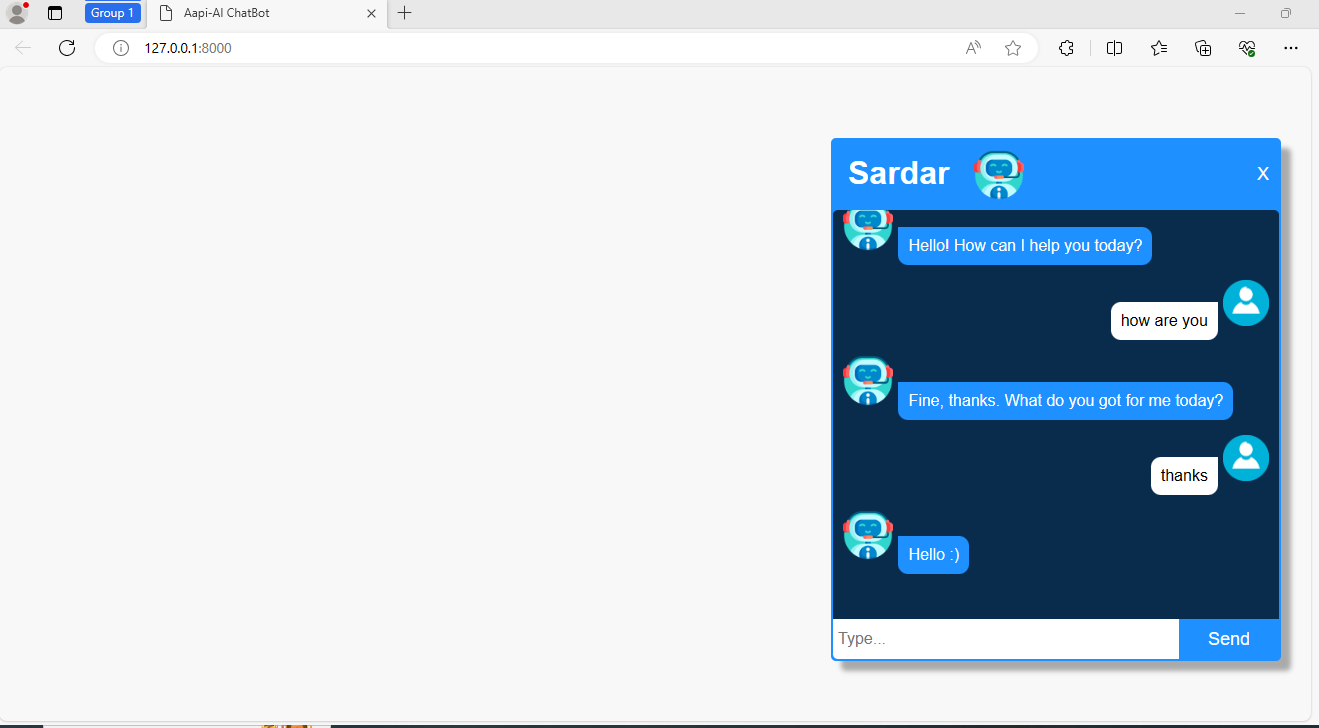 Group 1
Aapi-AI ChatBot
127.0.0.1:8000
Sardar
X
Hello! How can I help you today?
how are you
Fine, thanks. What do you got for me today?
thanks
Hello :)
Type...
Send